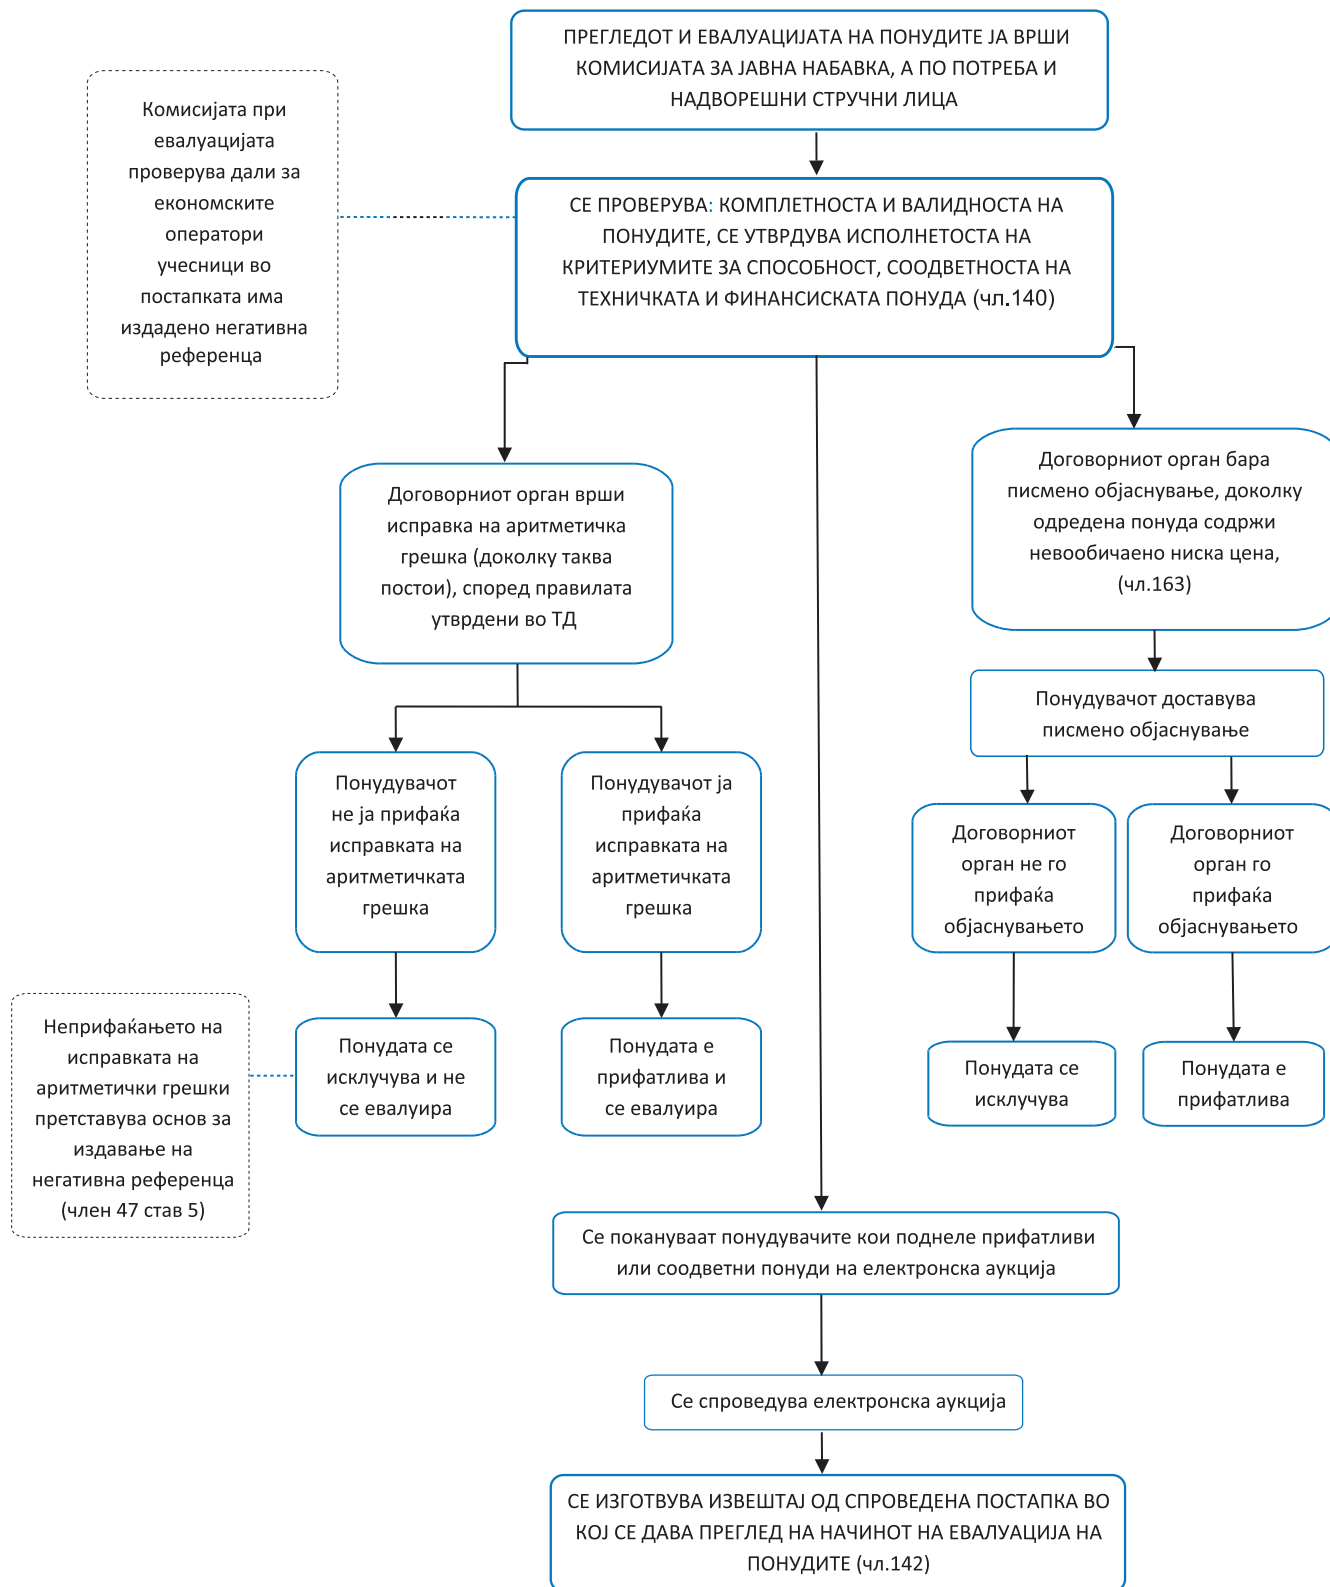 ПРЕГЛЕДОТ И ЕВАЛУАЦИЈАТА НА ПОНУДИТЕ ЈА ВРШИ
КОМИСИЈАТА ЗА ЈАВНА НАБАВКА, А ПО ПОТРЕБА И
НАДВОРЕШНИ СТРУЧНИ ЛИЦА
Комисијата при
евалуацијата
проверува дали за
економските
оператори
учесници во
постапката има
издадено негативна
референца
СЕ ПРОВЕРУВА: КОМПЛЕТНОСТА И ВАЛИДНОСТА НА
ПОНУДИТЕ, СЕ УТВРДУВА ИСПОЛНЕТОСТА НА
КРИТЕРИУМИТЕ ЗА СПОСОБНОСТ, СООДВЕТНОСТА НА
ТЕХНИЧКАТА И ФИНАНСИСКАТА ПОНУДА (чл.140)
Договорниот орган врши
исправка на аритметичка
грешка (доколку таква
постои), според правилата
утврдени во ТД
Договорниот орган бара
писмено објаснување, доколку
одредена понуда содржи
невообичаено ниска цена,
(чл.163)
Понудувачот доставува
писмено објаснување
Понудувачот
не ја прифаќа
исправката на
аритметичката
грешка
Понудувачот ја
прифаќа
исправката на
аритметичката
грешка
Договорниот
орган не го
прифаќа
објаснувањето
Договорниот
орган го
прифаќа
објаснувањето
Неприфаќањето на
исправката на
аритметички грешки
претставува основ за
издавање на
негативна референца
(член 47 став 5)
Понудата се
исклучува и не
се евалуира
Понудата е
прифатлива и
се евалуира
Понудата се
исклучува
Понудата е
прифатлива
Се покануваат понудувачите кои поднеле прифатливи
или соодветни понуди на електронска аукција
Се спроведува електронска аукција
СЕ ИЗГОТВУВА ИЗВЕШТАЈ ОД СПРОВЕДЕНА ПОСТАПКА ВО
КОЈ СЕ ДАВА ПРЕГЛЕД НА НАЧИНОТ НА ЕВАЛУАЦИЈА НА
ПОНУДИТЕ (чл.142)